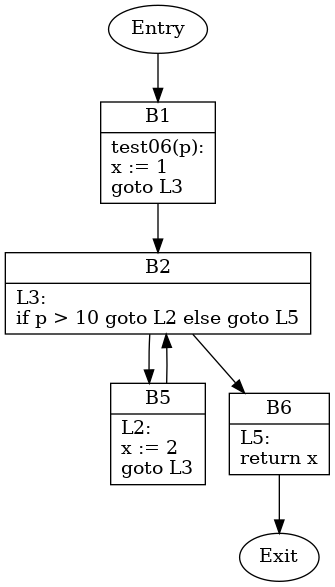 Entry
B1
test06(p):
x := 1
goto L3
B2
L3:
if p > 10 goto L2 else goto L5
B5
L2:
x := 2
goto L3
B6
L5:
return x
Exit